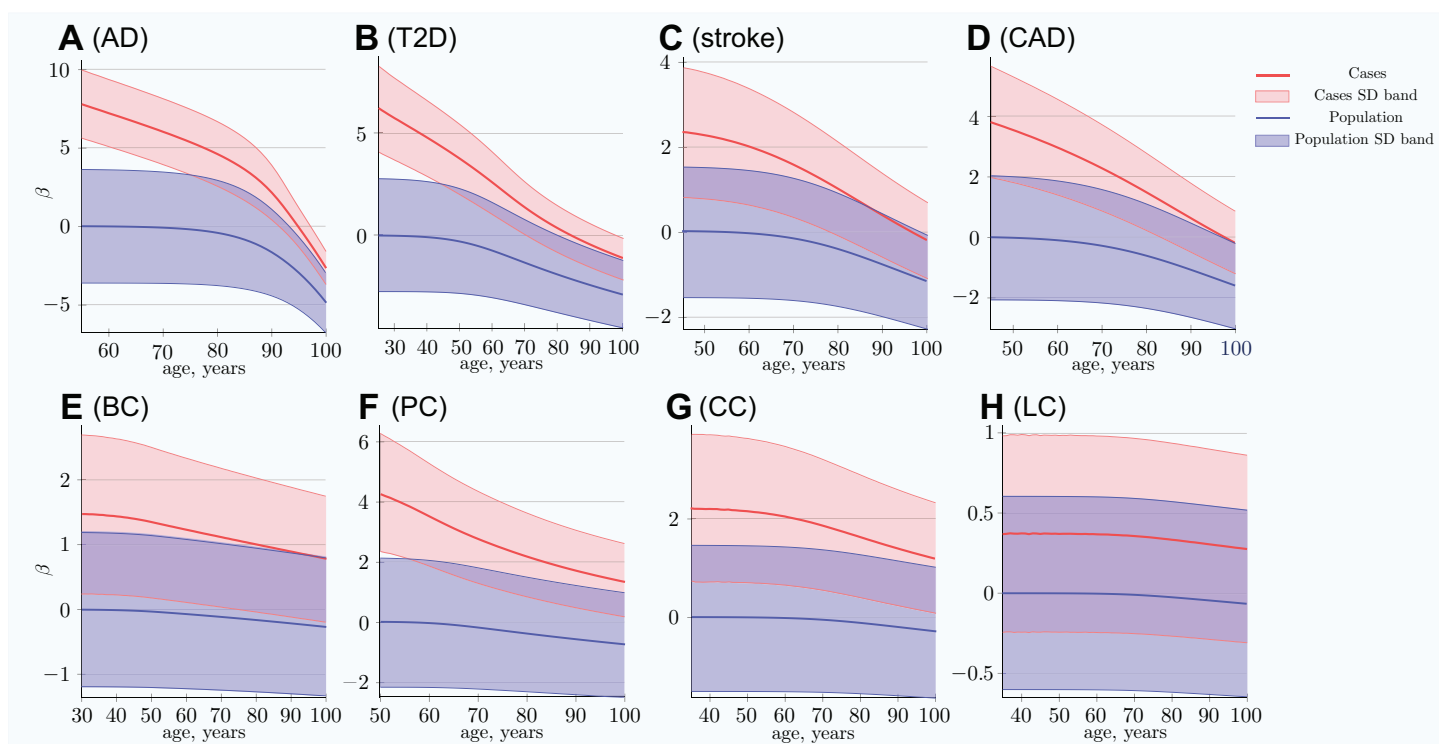 A (AD)
B (T2D)
C (stroke)
D (CAD)
Cases
Cases SD band
Population
Population SD band
β
10
5
0
−5
60 70 80 90 100
age, years
5
0
30 40 50 60 70 80 90 100
age, years
4
2
0
−2
50 60 70 80 90 100
age, years
4
2
0
−2
50 60 70 80 90 100
age, years
E (BC)
F (PC)
G (CC)
H (LC)
β
2
1
0
−1
30 40 50 60 70 80 90 100
age, years
6
4
2
0
−2
50 60 70 80 90 100
age, years
2
0
40 50 60 70 80 90 100
age, years
1
0.5
0
−0.5
40 50 60 70 80 90 100
age, years